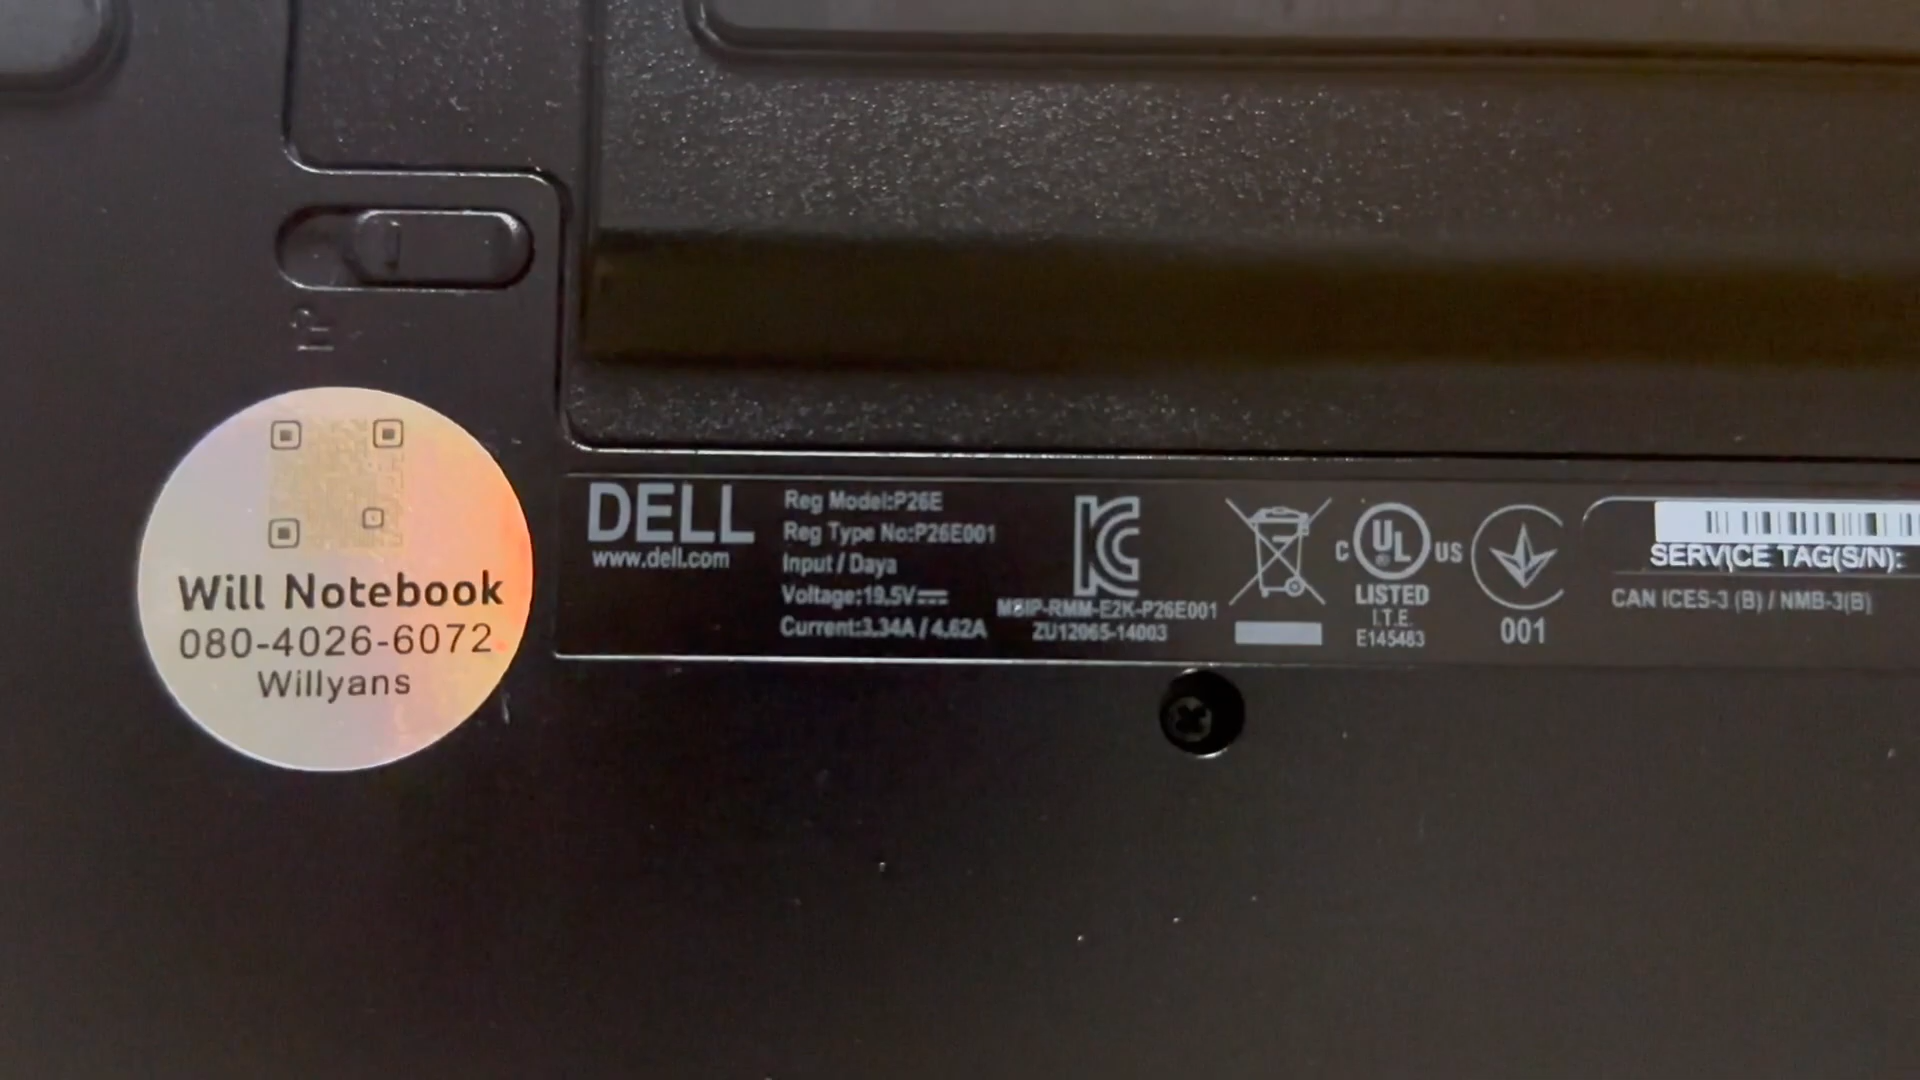 Will Notebook
080-4026-6072
Willyans
DELL
www.dell.com
Reg Model:P26E
Reg Type No:P26E001
Input / Daya
Voltage:19.5V
Current:3.34A / 4.62A
MSIP-RMM-E2K-P26E001
ZU12065-14003
C UL US
LISTED
I.T.E.
E145483
001
SERVICE TAG(S/N):
CAN ICES-3 (B) / NMB-3(B)